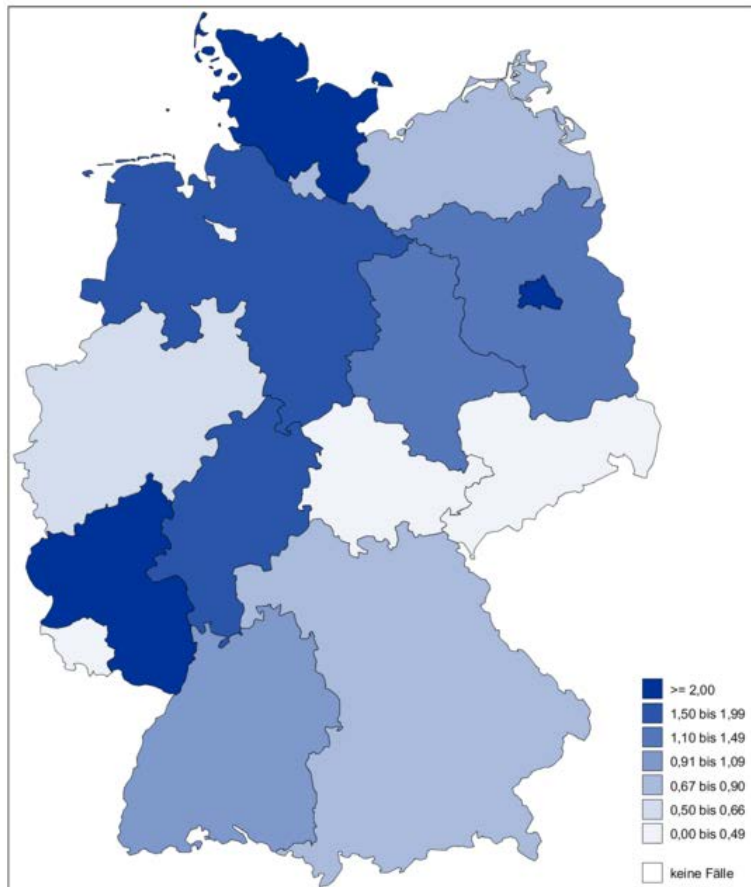 >= 2,00
1,50 bis 1,99
1,10 bis 1,49
0,91 bis 1,09
0,67 bis 0,90
0,50 bis 0,66
0,00 bis 0,49
keine Fälle